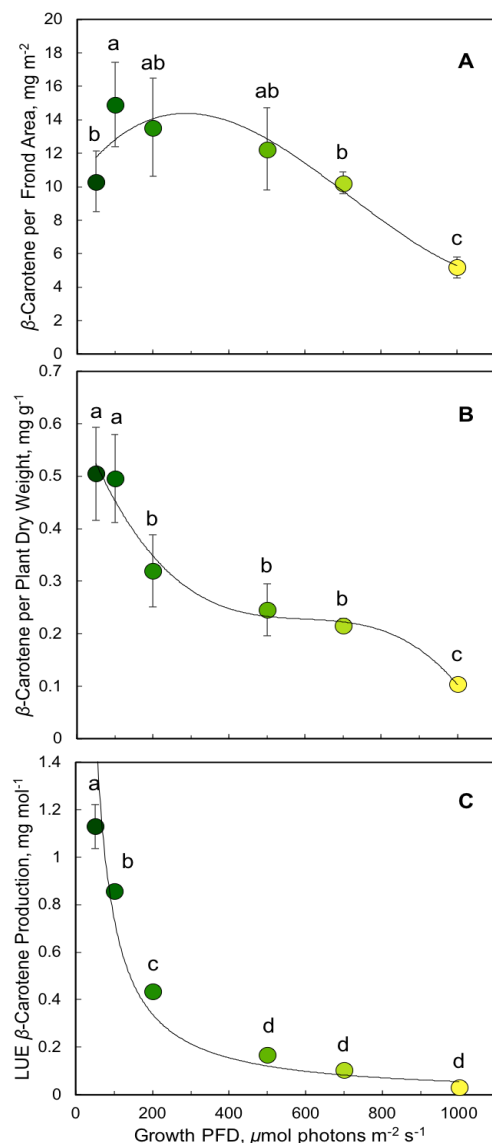 20
18
16
14
12
10
8
6
4
2
0
β-Carotene per Frond Area, mg m⁻²
A
b
a
ab
ab
b
c
0.7
0.6
0.5
0.4
0.3
0.2
0.1
0
β-Carotene per Plant Dry Weight, mg g⁻¹
B
a
a
b
b
b
c
1.4
1.2
1
0.8
0.6
0.4
0.2
0
LUE β-Carotene Production, mg mol⁻¹
C
a
b
c
d
d
d
0
200
400
600
800
1000
Growth PFD, μmol photons m⁻² s⁻¹